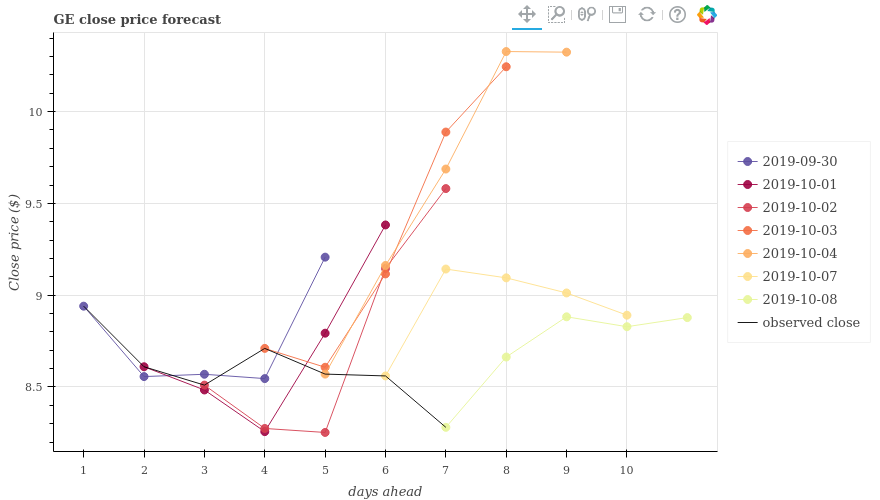 GE close price forecast
10
9.5
9
8.5
Close price ($)
1 2 3 4 5 6 7 8 9 10
days ahead
2019-09-30
2019-10-01
2019-10-02
2019-10-03
2019-10-04
2019-10-07
2019-10-08
observed close